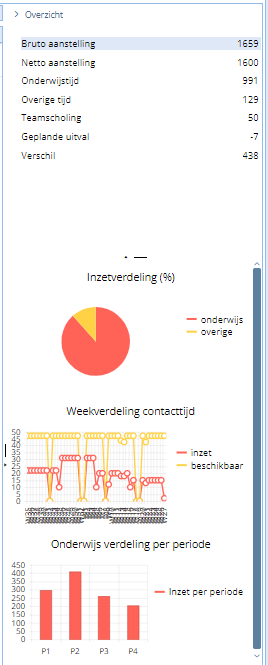 Overzicht
Bruto aanstelling 1659
Netto aanstelling 1600
Onderwijstijd 991
Overige tijd 129
Teamscholing 50
Geplande uitval -7
Verschil 438
Inzetverdeling (%)
onderwijs
overige
Weekverdeling contacttijd
50
45
40
35
30
25
20
15
10
5
0
inzet
beschikbaar
Onderwijs verdeling per periode
450
400
350
300
250
200
150
100
50
0
P1 P2 P3 P4
Inzet per periode